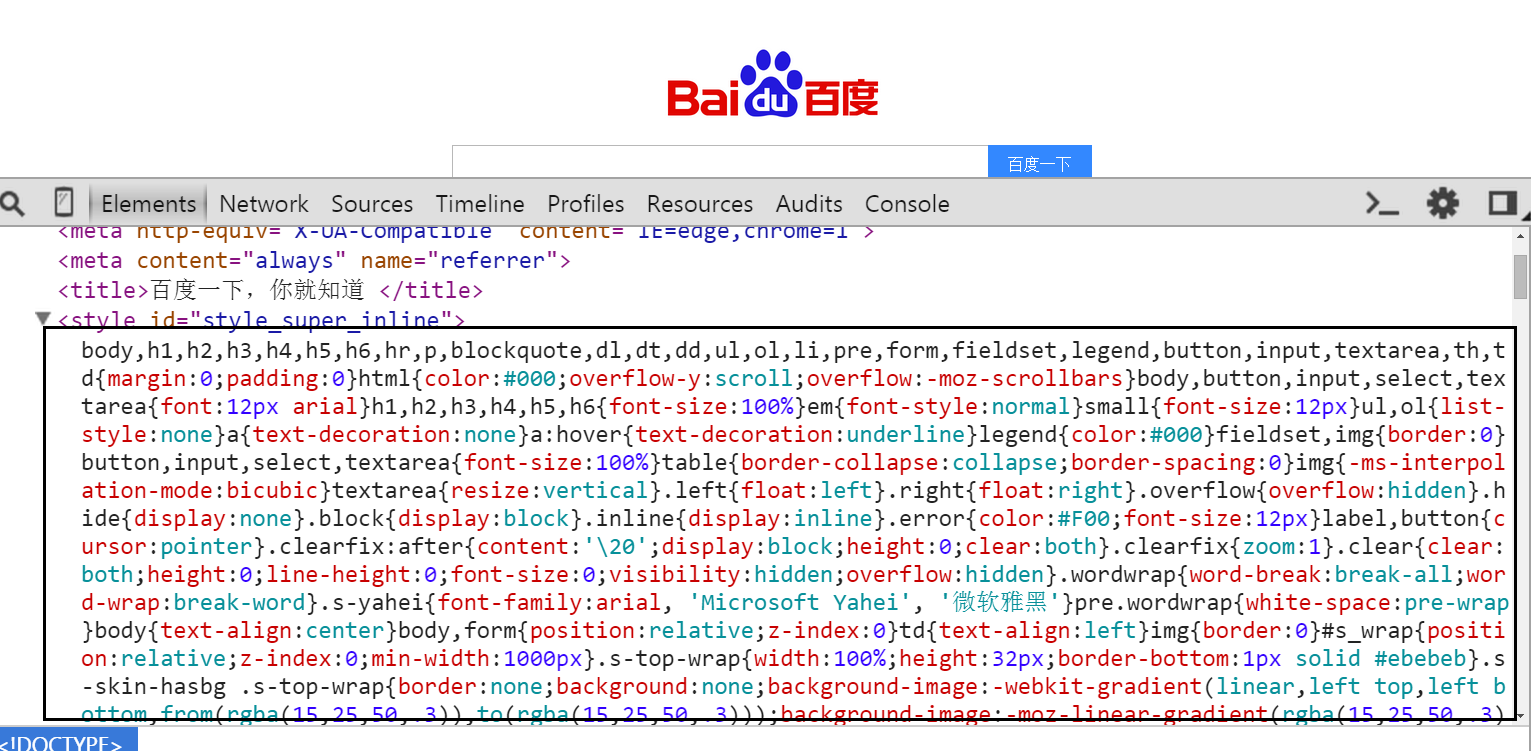 Baidu百度
百度一下
Elements Network Sources Timeline Profiles Resources Audits Console
<meta http-equiv="X-UA-Compatible" content="IE=edge,chrome=1">
<meta content="always" name="referrer">
<title>百度一下，你就知道 </title>
<style id="style_super_inline">
body,h1,h2,h3,h4,h5,h6,hr,p,blockquote,dl,dt,dd,ul,ol,li,pre,form,fieldset,legend,button,input,textarea,th,t
d{margin:0;padding:0}html{color:#000;overflow-y:scroll;overflow:-moz-scrollbars}body,button,input,select,tex
tarea{font:12px arial}h1,h2,h3,h4,h5,h6{font-size:100%}em{font-style:normal}small{font-size:12px}ul,ol{list-
style:none}a{text-decoration:none}a:hover{text-decoration:underline}legend{color:#000}fieldset,img{border:0}
button,input,select,textarea{font-size:100%}table{border-collapse:collapse;border-spacing:0}img{-ms-interpol
ation-mode:bicubic}textarea{resize:vertical}.left{float:left}.right{float:right}.overflow{overflow:hidden}.h
ide{display:none}.block{display:block}.inline{display:inline}.error{color:#F00;font-size:12px}label,button{c
ursor:pointer}.clearfix:after{content:'\20';display:block;height:0;clear:both}.clearfix{zoom:1}.clear{clear:
both;height:0;line-height:0;font-size:0;visibility:hidden;overflow:hidden}.wordwrap{word-break:break-all;wor
d-wrap:break-word}.s-yahei{font-family:arial, 'Microsoft Yahei', '微软雅黑'}pre.wordwrap{white-space:pre-wrap
}body{text-align:center}body,form{position:relative;z-index:0}td{text-align:left}img{border:0}#s_wrap{positi
on:relative;z-index:0;min-width:1000px}.s-top-wrap{width:100%;height:32px;border-bottom:1px solid #ebebeb}.s
-skin-hasbg .s-top-wrap{border:none;background:none;background-image:-webkit-gradient(linear,left top,left b
ottom,from(rgba(15,25,50,.3)),to(rgba(15,25,50,.3)));background-image:-moz-linear-gradient(rgba(15,25,50,.3)
<!DOCTYPE>